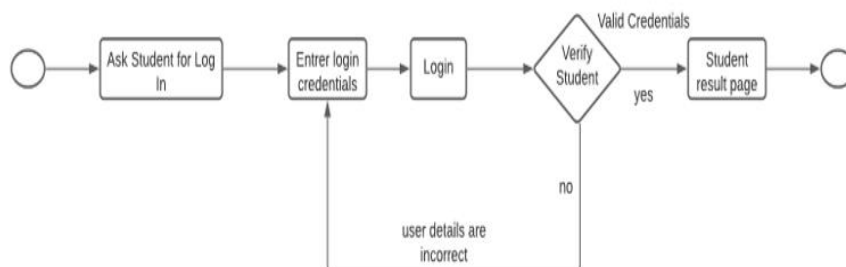 Valid Credentials
Ask Student for Log
In
Entrer login
credentials
Login
Verify
Student
Student
result page
yes
no
user details are
incorrect